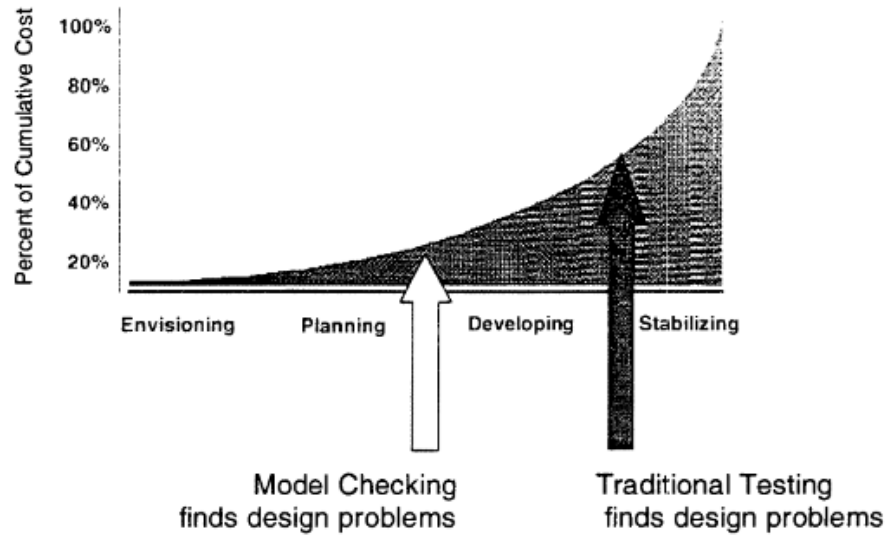 Percent of Cumulative Cost
100%
80%
60%
40%
20%
Envisioning Planning Developing Stabilizing
Model Checking Traditional Testing
finds design problems finds design problems